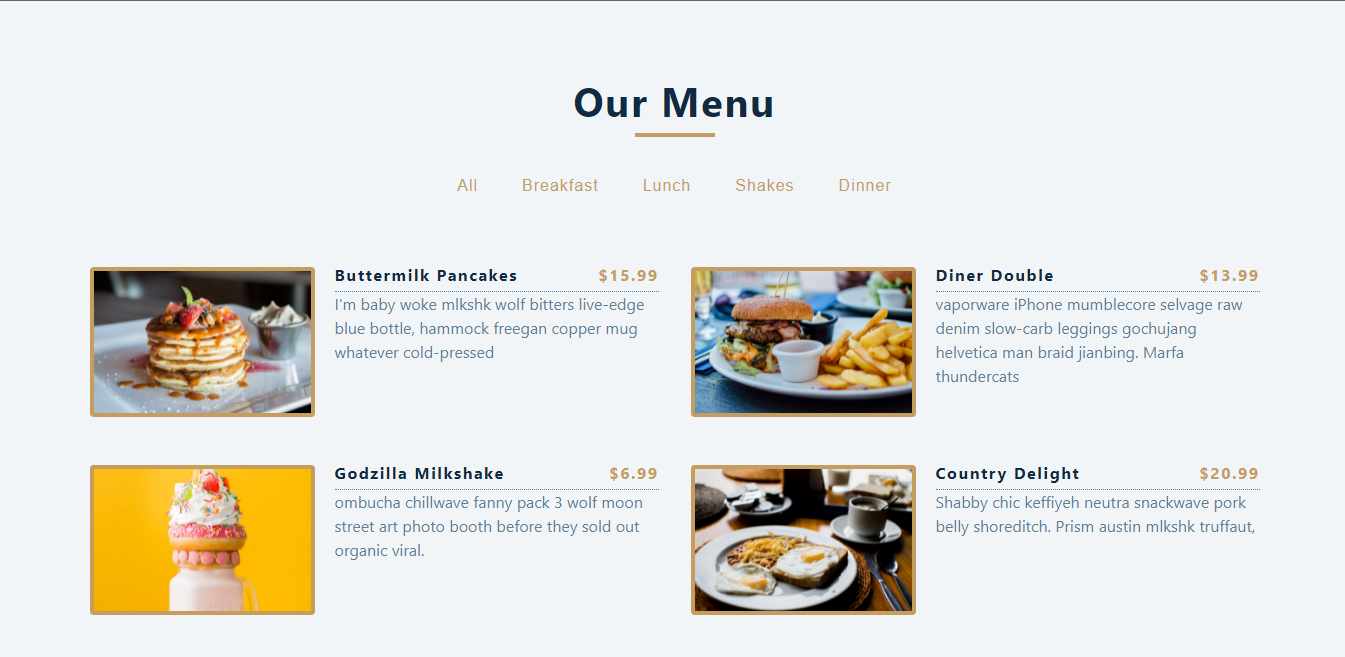 Our Menu
All Breakfast Lunch Shakes Dinner
Buttermilk Pancakes $15.99
I'm baby woke mlkshk wolf bitters live-edge
blue bottle, hammock freegan copper mug
whatever cold-pressed
Diner Double $13.99
vaporware iPhone mumblecore selvage raw
denim slow-carb leggings gochujang
helvetica man braid jianbing. Marfa
thundercats
Godzilla Milkshake $6.99
ombucha chillwave fanny pack 3 wolf moon
street art photo booth before they sold out
organic viral.
Country Delight $20.99
Shabby chic keffiyeh neutra snackwave pork
belly shoreditch. Prism austin mlkshk truffaut,